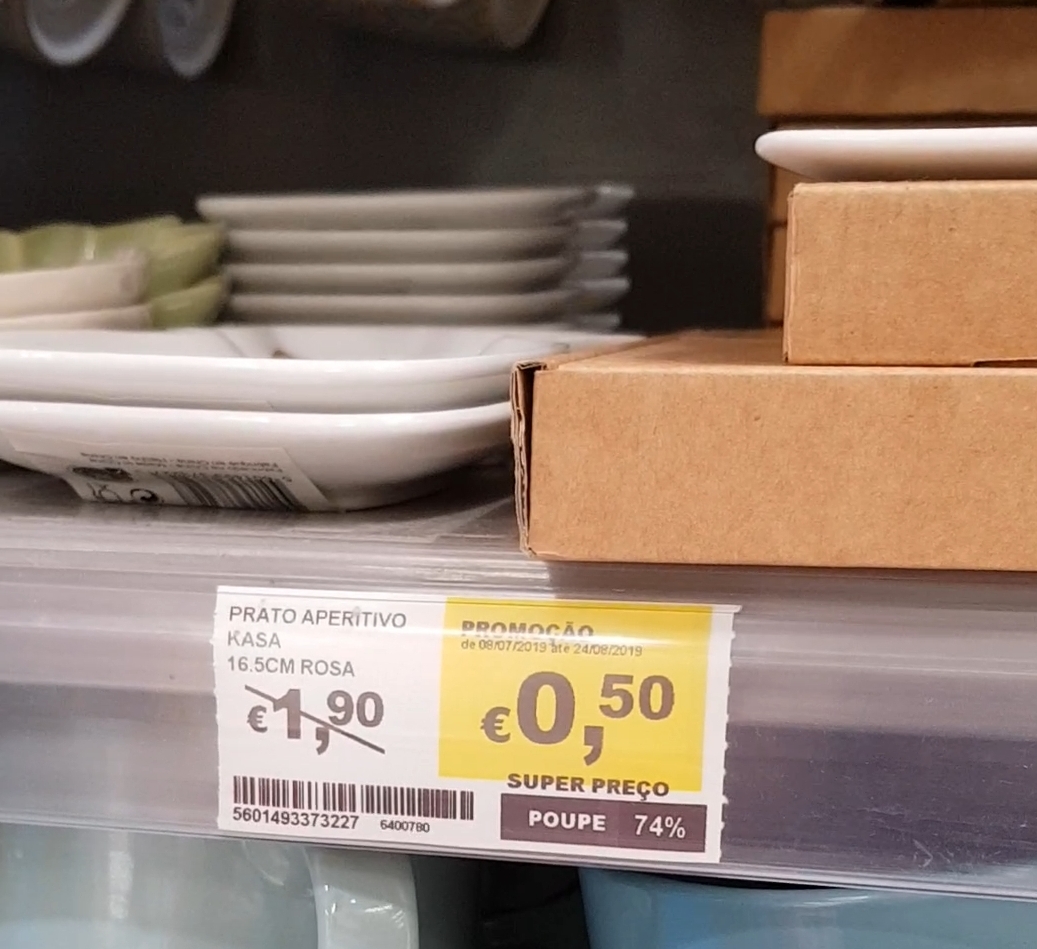 PRATO APERITIVO
KASA
16.5CM ROSA
€1,90
5601493373227 6400780
PROMOÇÃO
de 08/07/2019 até 24/08/2019
€0,50
SUPER PREÇO
POUPE 74%